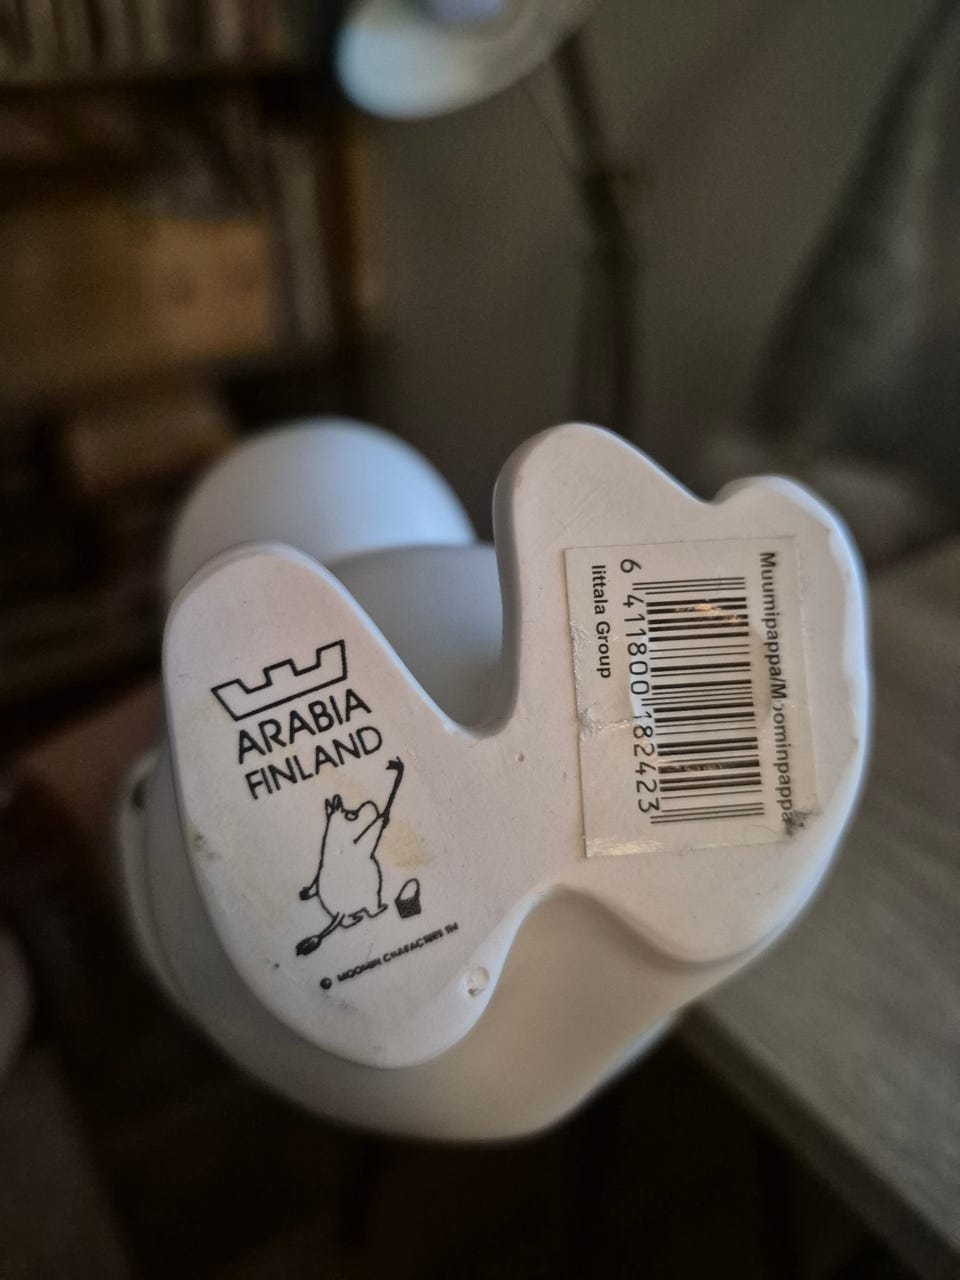 ARABIA
FINLAND
© MOOMIN CHARACTERS TM
Muumipappa/Moominpappa
6 411800 182423
Iittala Group